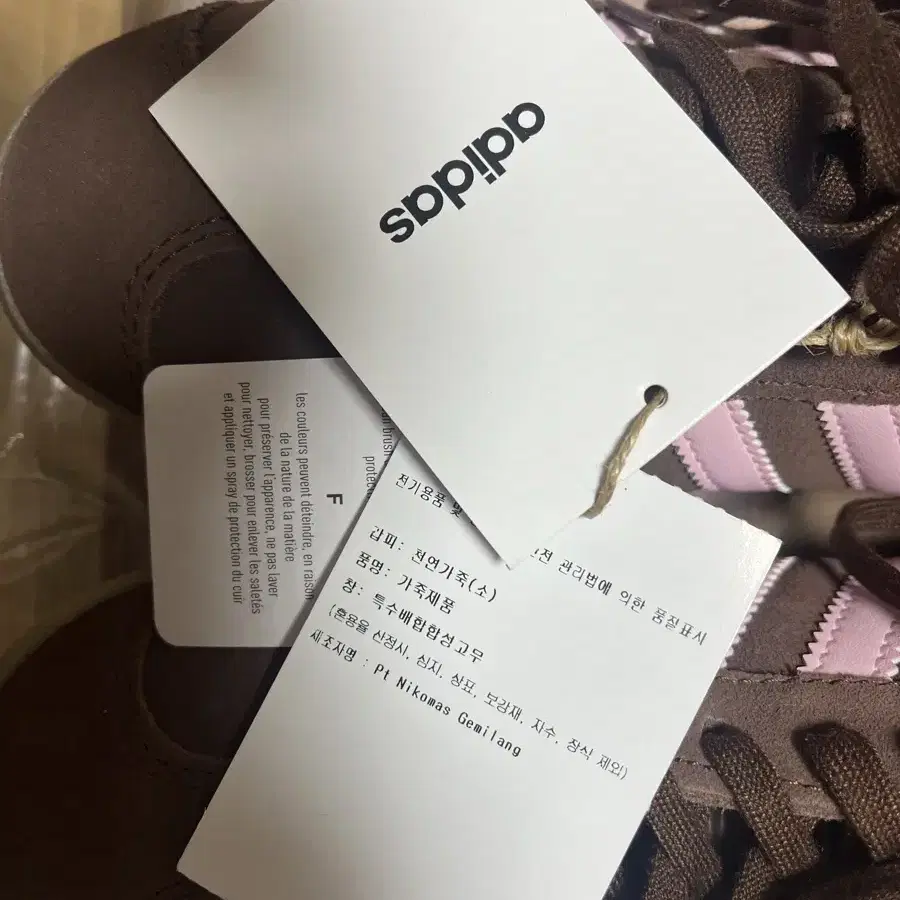 adidas
F
les couleurs peuvent déteindre, en raison
de la nature de la matière
pour préserver l'apparence, ne pas laver
pour nettoyer, brosser pour enlever les saletés
et appliquer un spray de protection du cuir
brush
전기용품 및 관리법에 의한 품질표시
갑피: 천연가죽(소)
품명: 가죽제품
창: 특수배합합성고무
(혼용율 산정시, 심지, 상표, 보강재, 자수, 장식 제외)
제조자명 : Pt Nikomas Gemilang